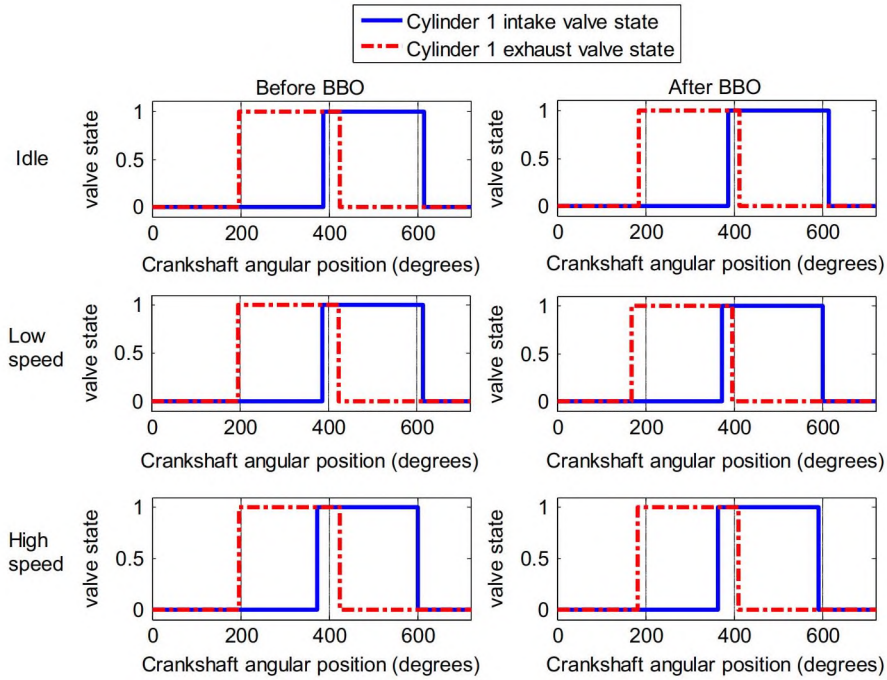 Cylinder 1 intake valve state
Cylinder 1 exhaust valve state
Before BBO
After BBO
Idle
valve state
1
0.5
0
0 200 400 600
Crankshaft angular position (degrees)
valve state
1
0.5
0
0 200 400 600
Crankshaft angular position (degrees)
Low
speed
valve state
1
0.5
0
0 200 400 600
Crankshaft angular position (degrees)
valve state
1
0.5
0
0 200 400 600
Crankshaft angular position (degrees)
High
speed
valve state
1
0.5
0
0 200 400 600
Crankshaft angular position (degrees)
valve state
1
0.5
0
0 200 400 600
Crankshaft angular position (degrees)